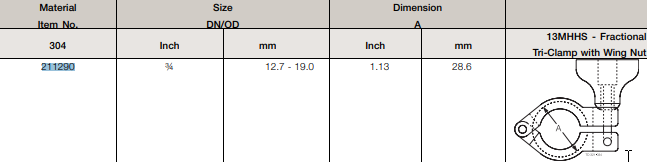 Material
Item No.
Size
DN/OD
Dimension
A
304
Inch
mm
Inch
mm
13MHHS - Fractional
Tri-Clamp with Wing Nut
211290
¾
12.7 - 19.0
1.13
28.6
A